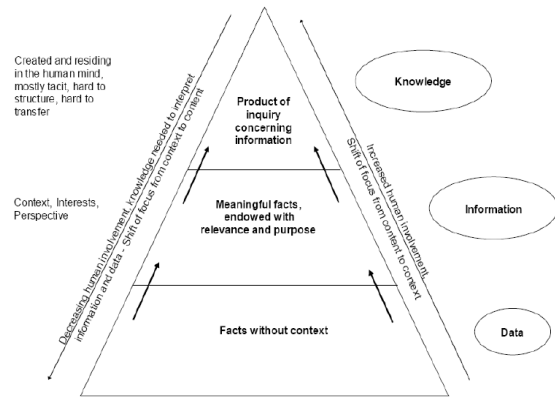 Created and residing
in the human mind,
mostly tacit, hard to
structure, hard to
transfer
Context, Interests,
Perspective
Decreasing human involvement, knowledge needed to interpret
information and data - Shift of focus from context to content
Product of
inquiry
concerning
information
Meaningful facts,
endowed with
relevance and purpose
Facts without context
Increased human involvement,
Shift of focus from content to context
Knowledge
Information
Data